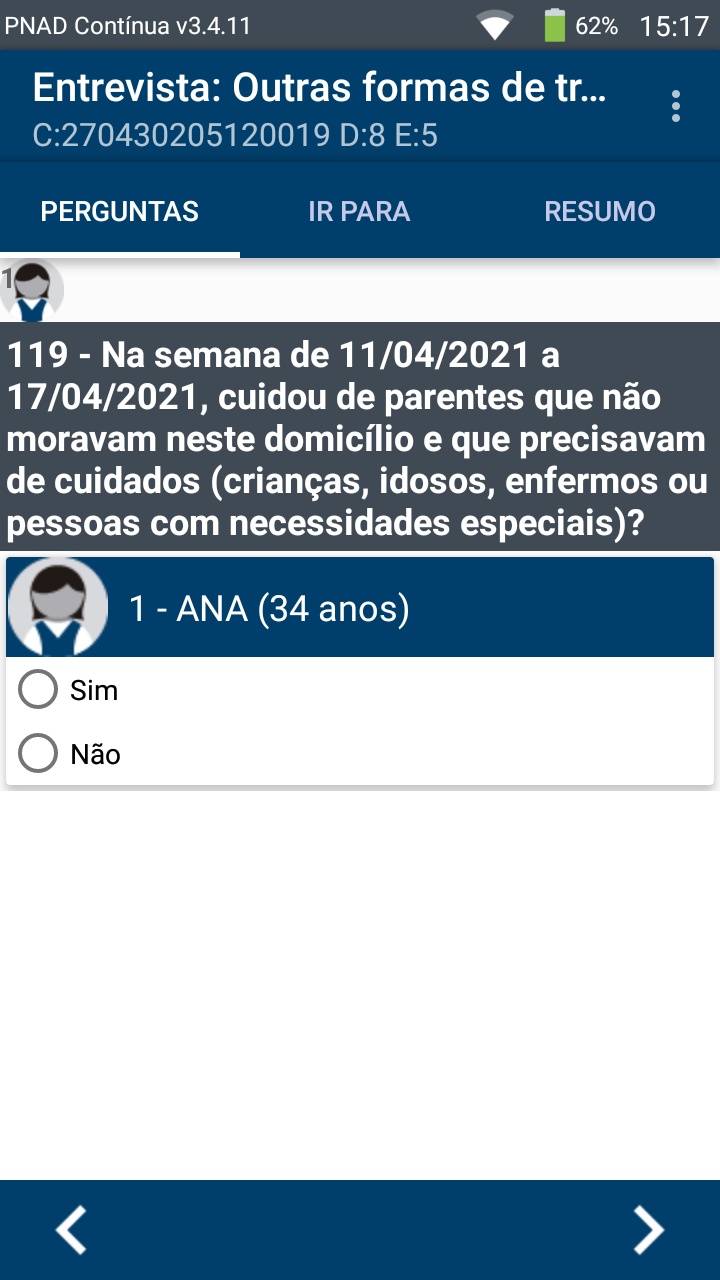 PNAD Contínua v3.4.11 62% 15:17
Entrevista: Outras formas de tr...
C:270430205120019 D:8 E:5
PERGUNTAS IR PARA RESUMO
1
119 - Na semana de 11/04/2021 a
17/04/2021, cuidou de parentes que não
moravam neste domicílio e que precisavam
de cuidados (crianças, idosos, enfermos ou
pessoas com necessidades especiais)?
1 - ANA (34 anos)
Sim
Não